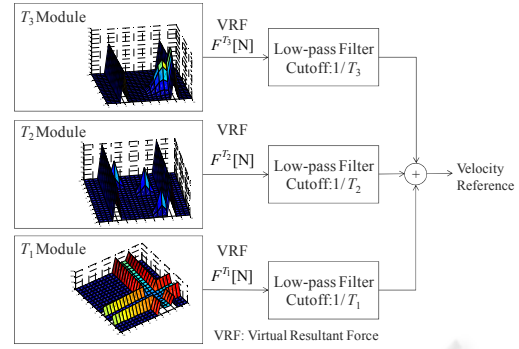 T3 Module
VRF
F^T3[N]
Low-pass Filter
Cutoff:1/T3
T2 Module
VRF
F^T2[N]
Low-pass Filter
Cutoff:1/T2
+
Velocity
Reference
T1 Module
VRF
F^T1[N]
Low-pass Filter
Cutoff:1/T1
VRF: Virtual Resultant Force